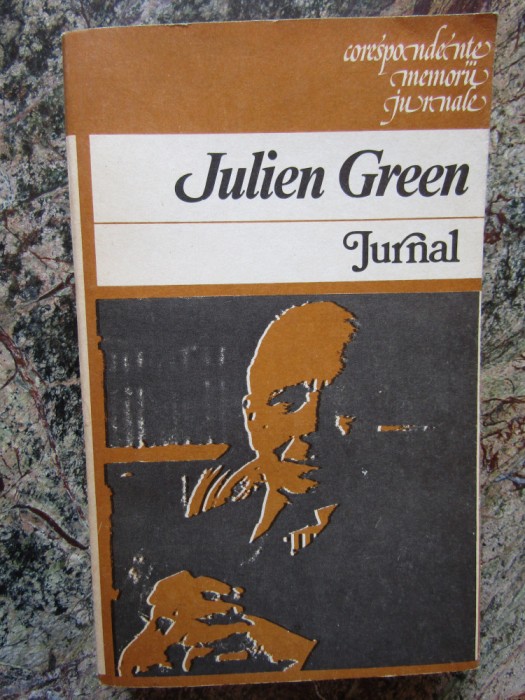 corespondențe
memorii
jurnale
Julien Green
Jurnal